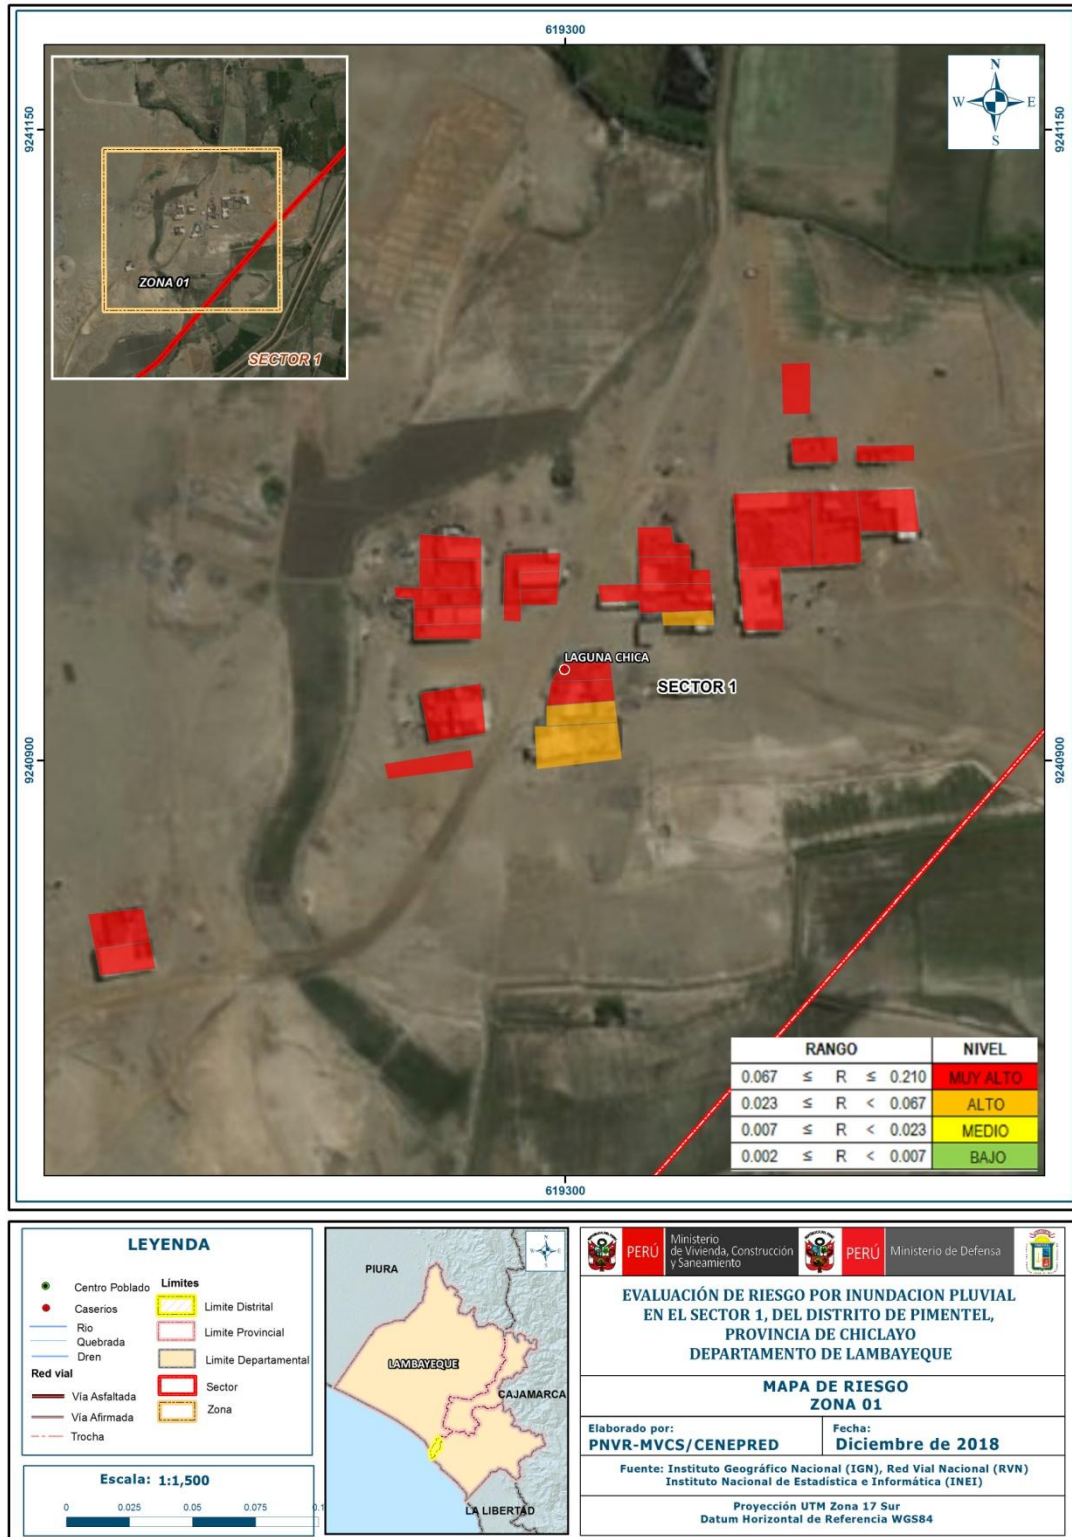 619300
9241150
9241150
N
W
E
S
ZONA 01
SECTOR 1
LAGUNA CHICA
SECTOR 1
9240900
9240900
RANGO NIVEL
0.067 ≤ R ≤ 0.210 MUY ALTO
0.023 ≤ R < 0.067 ALTO
0.007 ≤ R < 0.023 MEDIO
0.002 ≤ R < 0.007 BAJO
619300
LEYENDA
Centro Poblado
Caserios
Rio
Quebrada
Dren
Red vial
Vía Asfaltada
Vía Afirmada
Trocha
Límites
Limite Distrital
Limite Provincial
Limite Departamental
Sector
Zona
Escala: 1:1,500
0 0.025 0.05 0.075 0.1
PIURA
LAMBAYEQUE
CAJAMARCA
LA LIBERTAD
PERÚ
Ministerio
de Vivienda, Construcción
y Saneamiento
PERÚ
Ministerio de Defensa
EVALUACIÓN DE RIESGO POR INUNDACION PLUVIAL
EN EL SECTOR 1, DEL DISTRITO DE PIMENTEL,
PROVINCIA DE CHICLAYO
DEPARTAMENTO DE LAMBAYEQUE
MAPA DE RIESGO
ZONA 01
Elaborado por:
PNVR-MVCS/CENEPRED
Fecha:
Diciembre de 2018
Fuente: Instituto Geográfico Nacional (IGN), Red Vial Nacional (RVN)
Instituto Nacional de Estadística e Informática (INEI)
Proyección UTM Zona 17 Sur
Datum Horizontal de Referencia WGS84